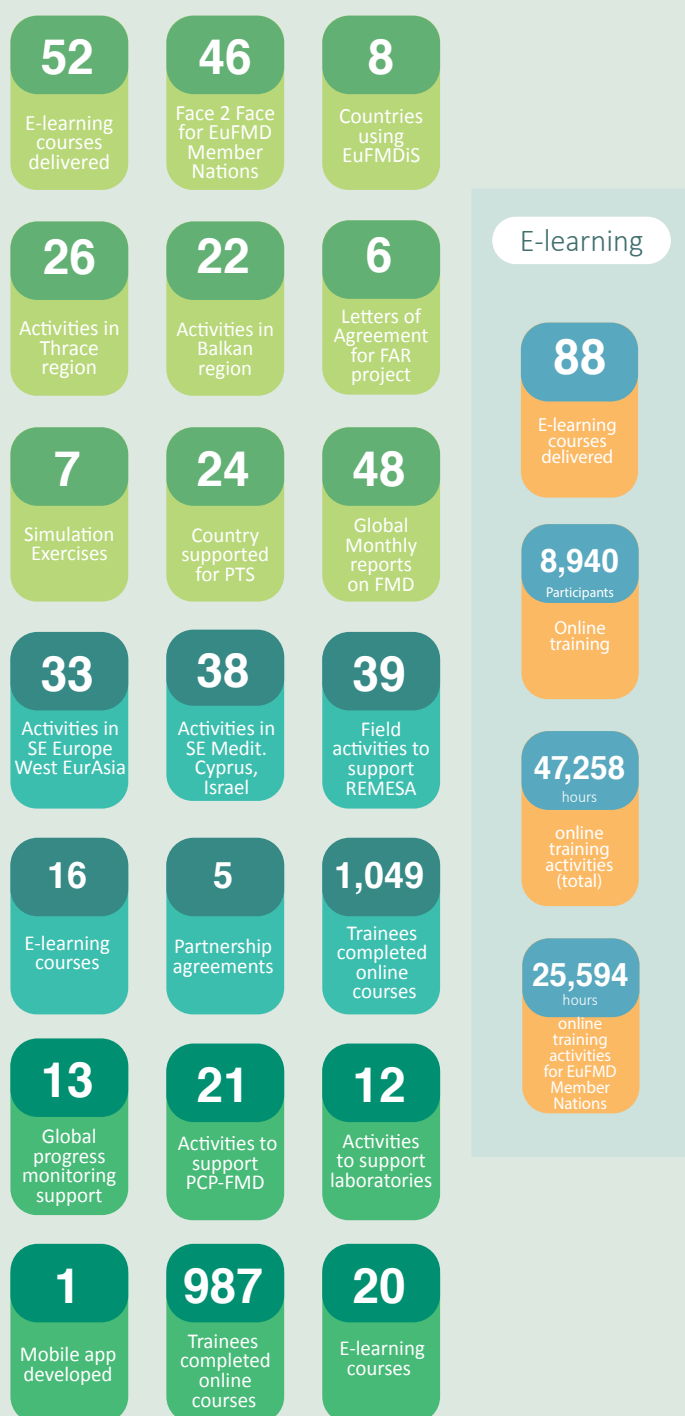 52
E-learning
courses
delivered
46
Face 2 Face
for EuFMD
Member
Nations
8
Countries
using
EuFMDiS
26
Activities in
Thrace
region
22
Activities in
Balkan
region
6
Letters of
Agreement
for FAR
project
7
Simulation
Exercises
24
Country
supported
for PTS
48
Global
Monthly
reports
on FMD
33
Activities in
SE Europe
West EurAsia
38
Activities in
SE Medit.
Cyprus,
Israel
39
Field
activities to
support
REMESA
16
E-learning
courses
5
Partnership
agreements
1,049
Trainees
completed
online
courses
13
Global
progress
monitoring
support
21
Activities to
support
PCP-FMD
12
Activities
to support
laboratories
1
Mobile app
developed
987
Trainees
completed
online
courses
20
E-learning
courses
E-learning
88
E-learning
courses
delivered
8,940
Participants
Online
training
47,258
hours
online
training
activities
(total)
25,594
hours
online
training
activities
for EuFMD
Member
Nations